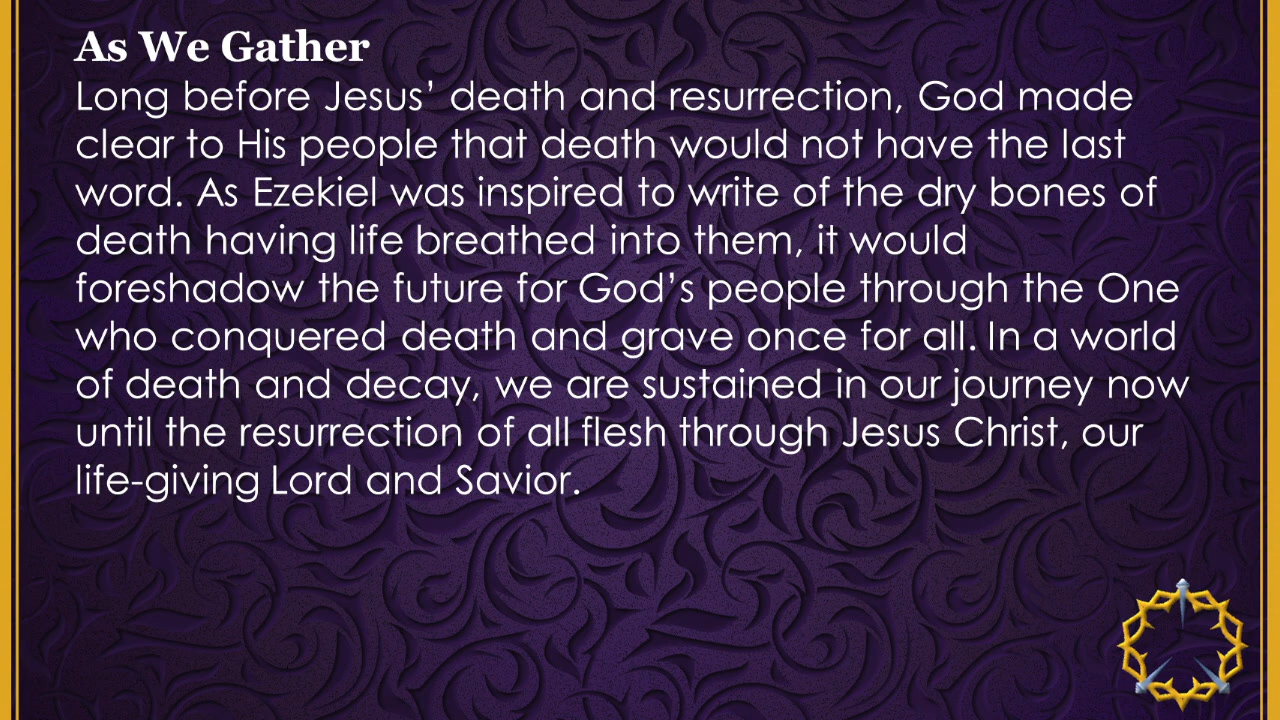 As We Gather
Long before Jesus’ death and resurrection, God made
clear to His people that death would not have the last
word. As Ezekiel was inspired to write of the dry bones of
death having life breathed into them, it would
foreshadow the future for God’s people through the One
who conquered death and grave once for all. In a world
of death and decay, we are sustained in our journey now
until the resurrection of all flesh through Jesus Christ, our
life-giving Lord and Savior.